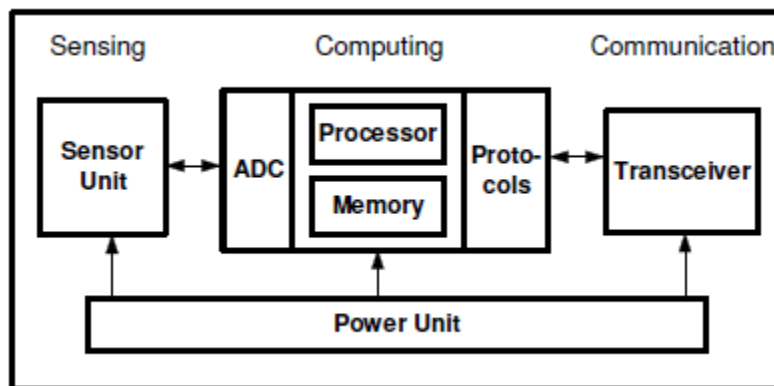 Sensing
Computing
Communication
Sensor
Unit
ADC
Processor
Memory
Proto-
cols
Transceiver
Power Unit